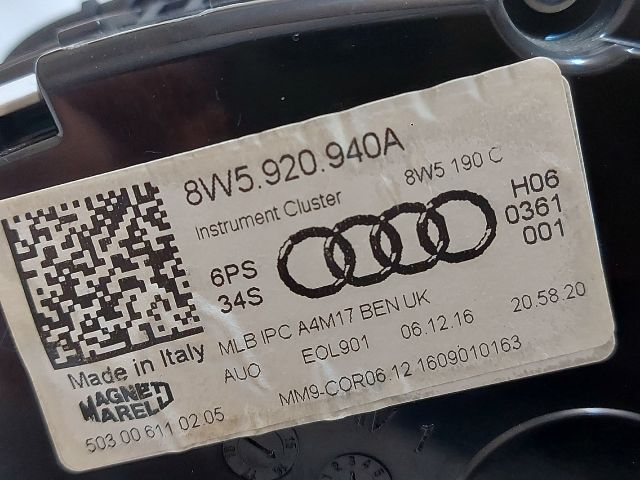 8W5.920.940A
Instrument Cluster
8W5 190 C
H06
0361
001
6PS
34S
MLB IPC A4M17 BEN UK
AUO
EOL901
06.12.16
20.58.20
MM9-COR06.12 1609010163
Made in Italy
MAGNETI
MARELLI
503 00 611 02 05